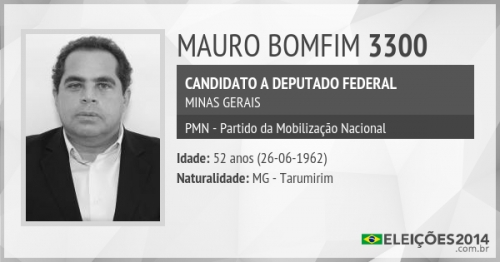 MAURO BOMFIM 3300
CANDIDATO A DEPUTADO FEDERAL
MINAS GERAIS
PMN - Partido da Mobilização Nacional
Idade: 52 anos (26-06-1962)
Naturalidade: MG - Tarumirim
ELEIÇÕES2014
.com.br